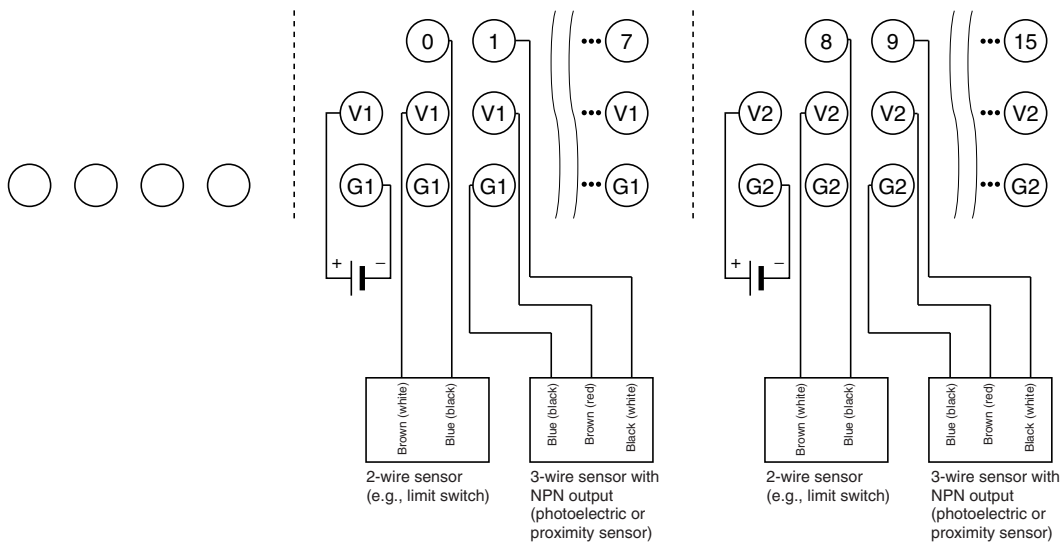 0 1 ••• 7 8 9 ••• 15
V1 V1 V1 ••• V1 V2 V2 V2 ••• V2
G1 G1 G1 ••• G1 G2 G2 G2 ••• G2
+ − + −
Brown (white)
Blue (black)
Blue (black)
Brown (red)
Black (white)
Brown (white)
Blue (black)
Blue (black)
Brown (red)
Black (white)
2-wire sensor
(e.g., limit switch)
3-wire sensor with
NPN output
(photoelectric or
proximity sensor)
2-wire sensor
(e.g., limit switch)
3-wire sensor with
NPN output
(photoelectric or
proximity sensor)